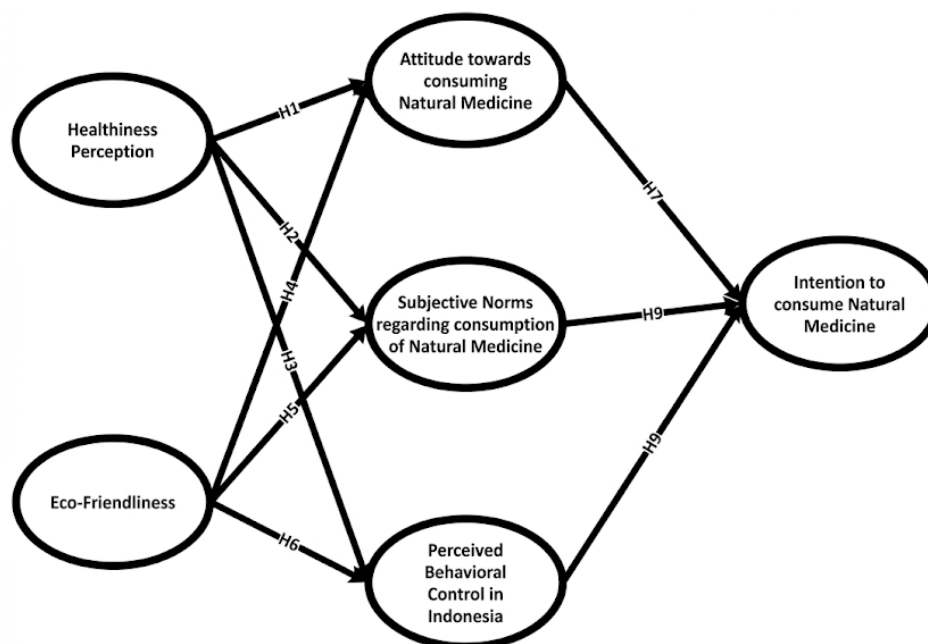 Attitude towards
consuming
Natural Medicine
Healthiness
Perception
H1
H2
H4
H3
H5
H6
H7
Subjective Norms
regarding consumption
of Natural Medicine
H9
Intention to
consume Natural
Medicine
H9
Eco-Friendliness
Perceived
Behavioral
Control in
Indonesia